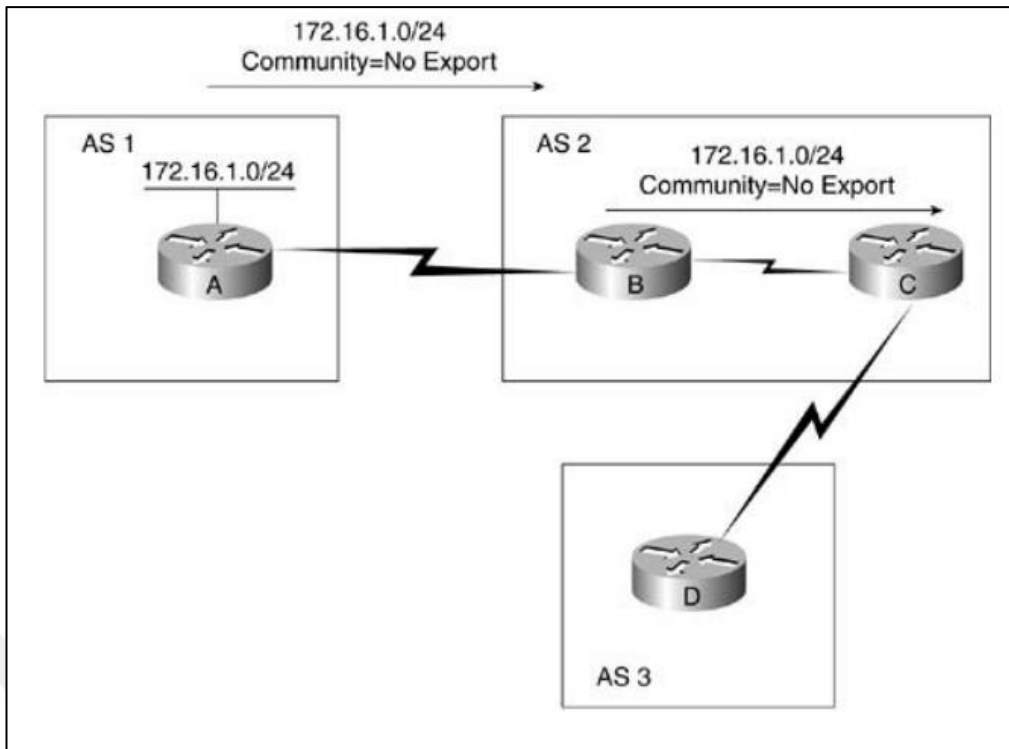 172.16.1.0/24
Community=No Export
AS 1
172.16.1.0/24
A
AS 2
172.16.1.0/24
Community=No Export
B
C
D
AS 3